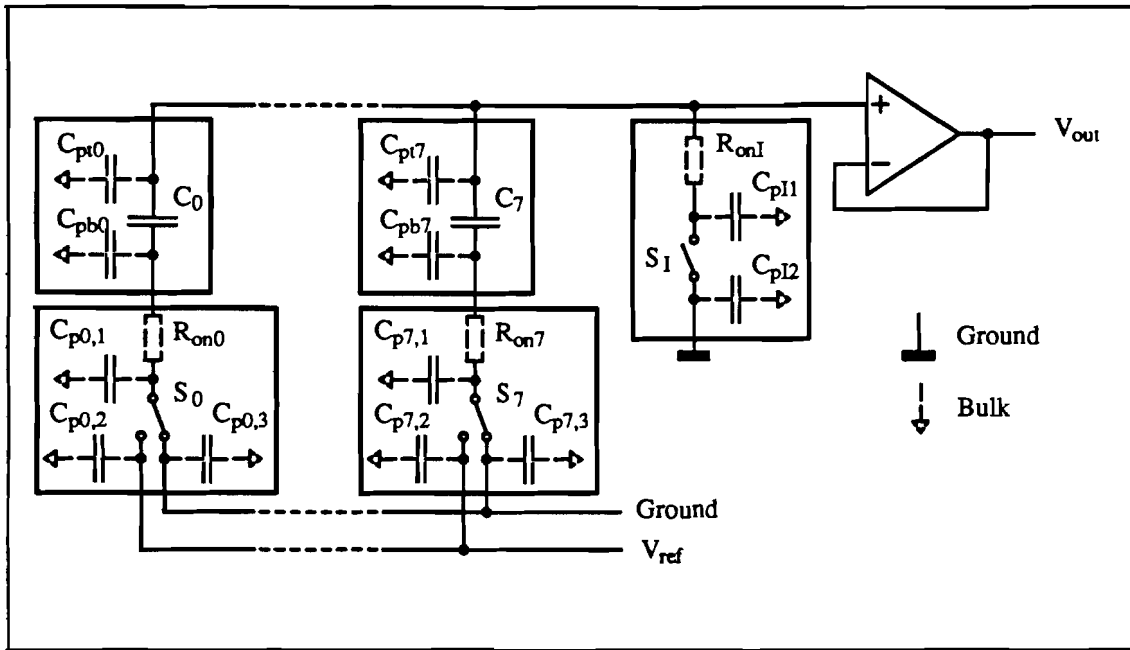 +
−
V_out
C_pt0
C_0
C_pb0
C_pt7
C_7
C_pb7
R_onI
C_pI1
S_I
C_pI2
C_p0,1
R_on0
S_0
C_p0,2
C_p0,3
C_p7,1
R_on7
S_7
C_p7,2
C_p7,3
Ground
Bulk
Ground
V_ref